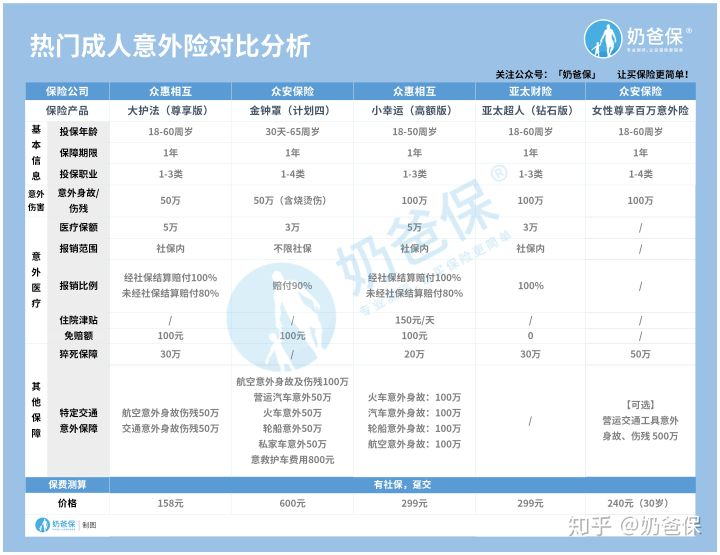 热门成人意外险对比分析
奶爸保®
专业测评，让买保险更简单
关注公众号：「奶爸保」 让买保险更简单！
保险公司 众惠相互 众安保险 众惠相互 亚太财险 众安保险
保险产品 大护法（尊享版） 金钟罩（计划四） 小幸运（高额版） 亚太超人（钻石版） 女性尊享百万意外险
基本信息
投保年龄 18-60周岁 30天-65周岁 18-50周岁 18-60周岁 18-60周岁
保障期限 1年 1年 1年 1年 1年
投保职业 1-3类 1-4类 1-3类 1-3类 1-4类
意外伤害
意外身故/伤残 50万 50万（含烧烫伤） 100万 100万 100万
意外医疗
医疗保额 5万 3万 5万 3万 /
报销范围 社保内 不限社保 社保内 社保内 /
报销比例 经社保结算赔付100% 赔付90% 经社保结算赔付100% 100% /
未经社保结算赔付80% 未经社保结算赔付80%
住院津贴 / / 150元/天 / /
免赔额 100元 100元 100元 0 /
其他保障
猝死保障 30万 / 20万 30万 50万
特定交通意外保障
航空意外身故伤残50万
交通意外身故伤残50万
航空意外身故及伤残100万
营运汽车意外50万
火车意外50万
轮船意外50万
私家车意外50万
意救护车费用800元
火车意外身故：100万
汽车意外身故：100万
轮船意外身故：100万
航空意外身故：100万
/
【可选】
营运交通工具意外
身故、伤残 500万
保费测算 有社保，趸交
价格 158元 600元 299元 299元 240元（30岁）
奶爸保 制图
奶爸保®
知乎 @奶爸保